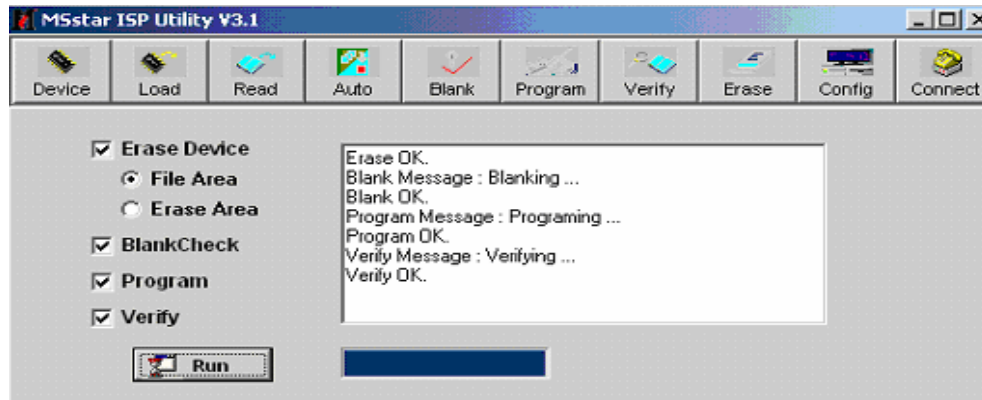 MSstar ISP Utility V3.1
Device Load Read Auto Blank Program Verify Erase Config Connect
Erase Device
File Area
Erase Area
BlankCheck
Program
Verify
Run
Erase OK.
Blank Message : Blanking ...
Blank OK.
Program Message : Programing ...
Program OK.
Verify Message : Verifying ...
Verify OK.